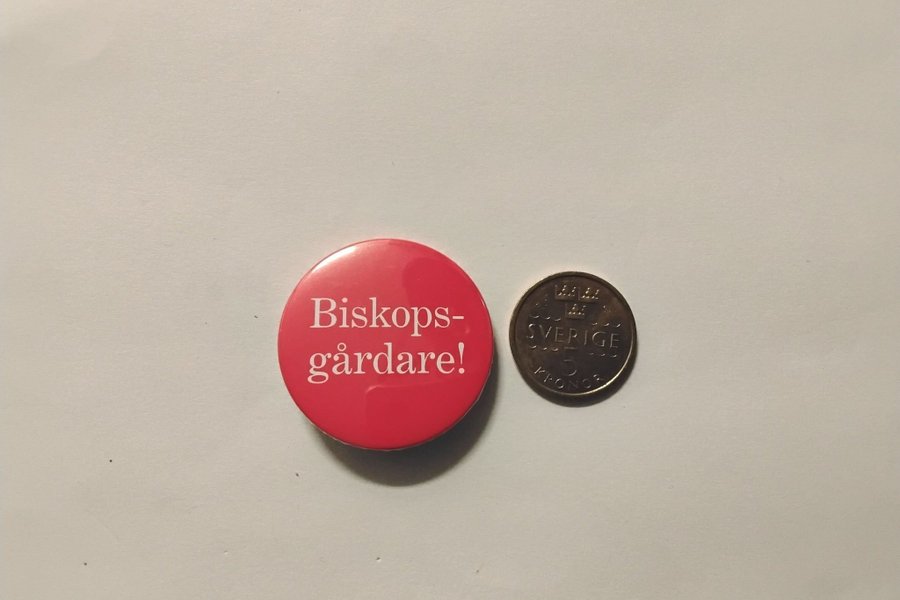 Biskops-
gårdare!
SVERIGE
5
KRONOR